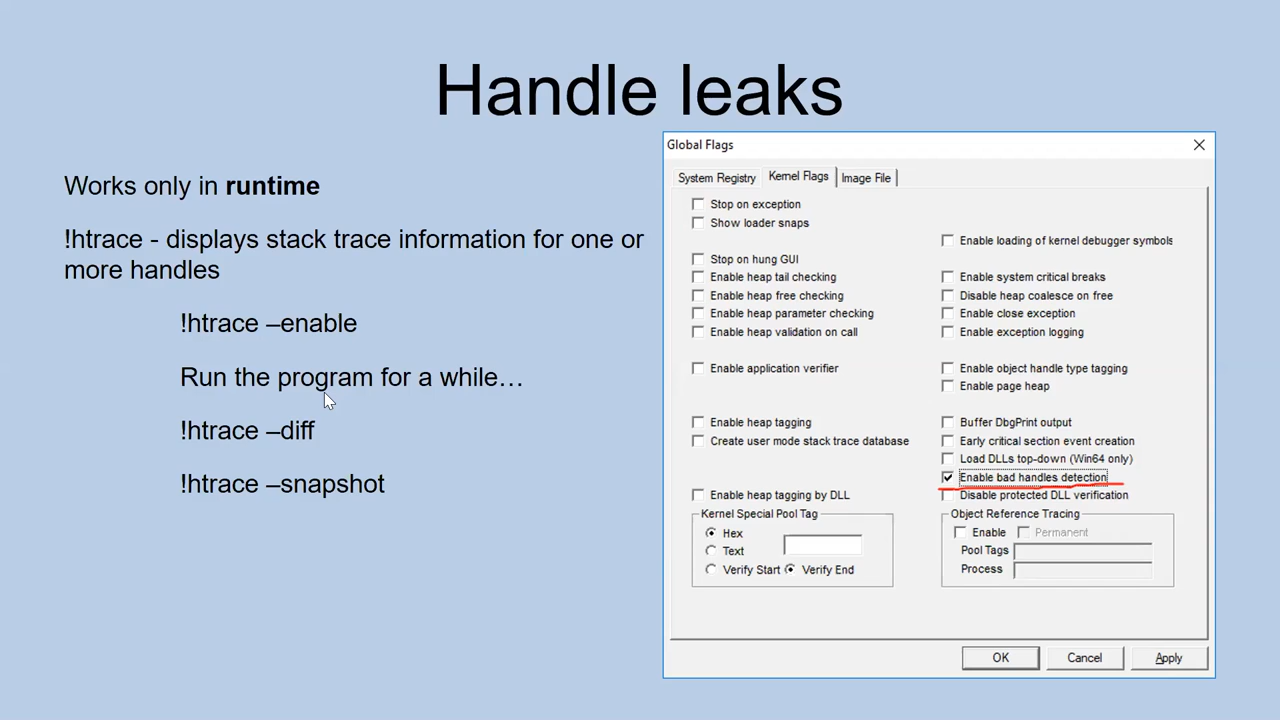 Handle leaks
Works only in runtime
!htrace - displays stack trace information for one or
more handles
!htrace –enable
Run the program for a while…
!htrace –diff
!htrace –snapshot
Global Flags
System Registry
Kernel Flags
Image File
Stop on exception
Show loader snaps
Stop on hung GUI
Enable heap tail checking
Enable heap free checking
Enable heap parameter checking
Enable heap validation on call
Enable application verifier
Enable heap tagging
Create user mode stack trace database
Enable heap tagging by DLL
Enable loading of kernel debugger symbols
Enable system critical breaks
Disable heap coalesce on free
Enable close exception
Enable exception logging
Enable object handle type tagging
Enable page heap
Buffer DbgPrint output
Early critical section event creation
Load DLLs top-down (Win64 only)
Enable bad handles detection
Disable protected DLL verification
Kernel Special Pool Tag
Hex
Text
Verify Start
Verify End
Object Reference Tracing
Enable
Permanent
Pool Tags
Process
OK
Cancel
Apply